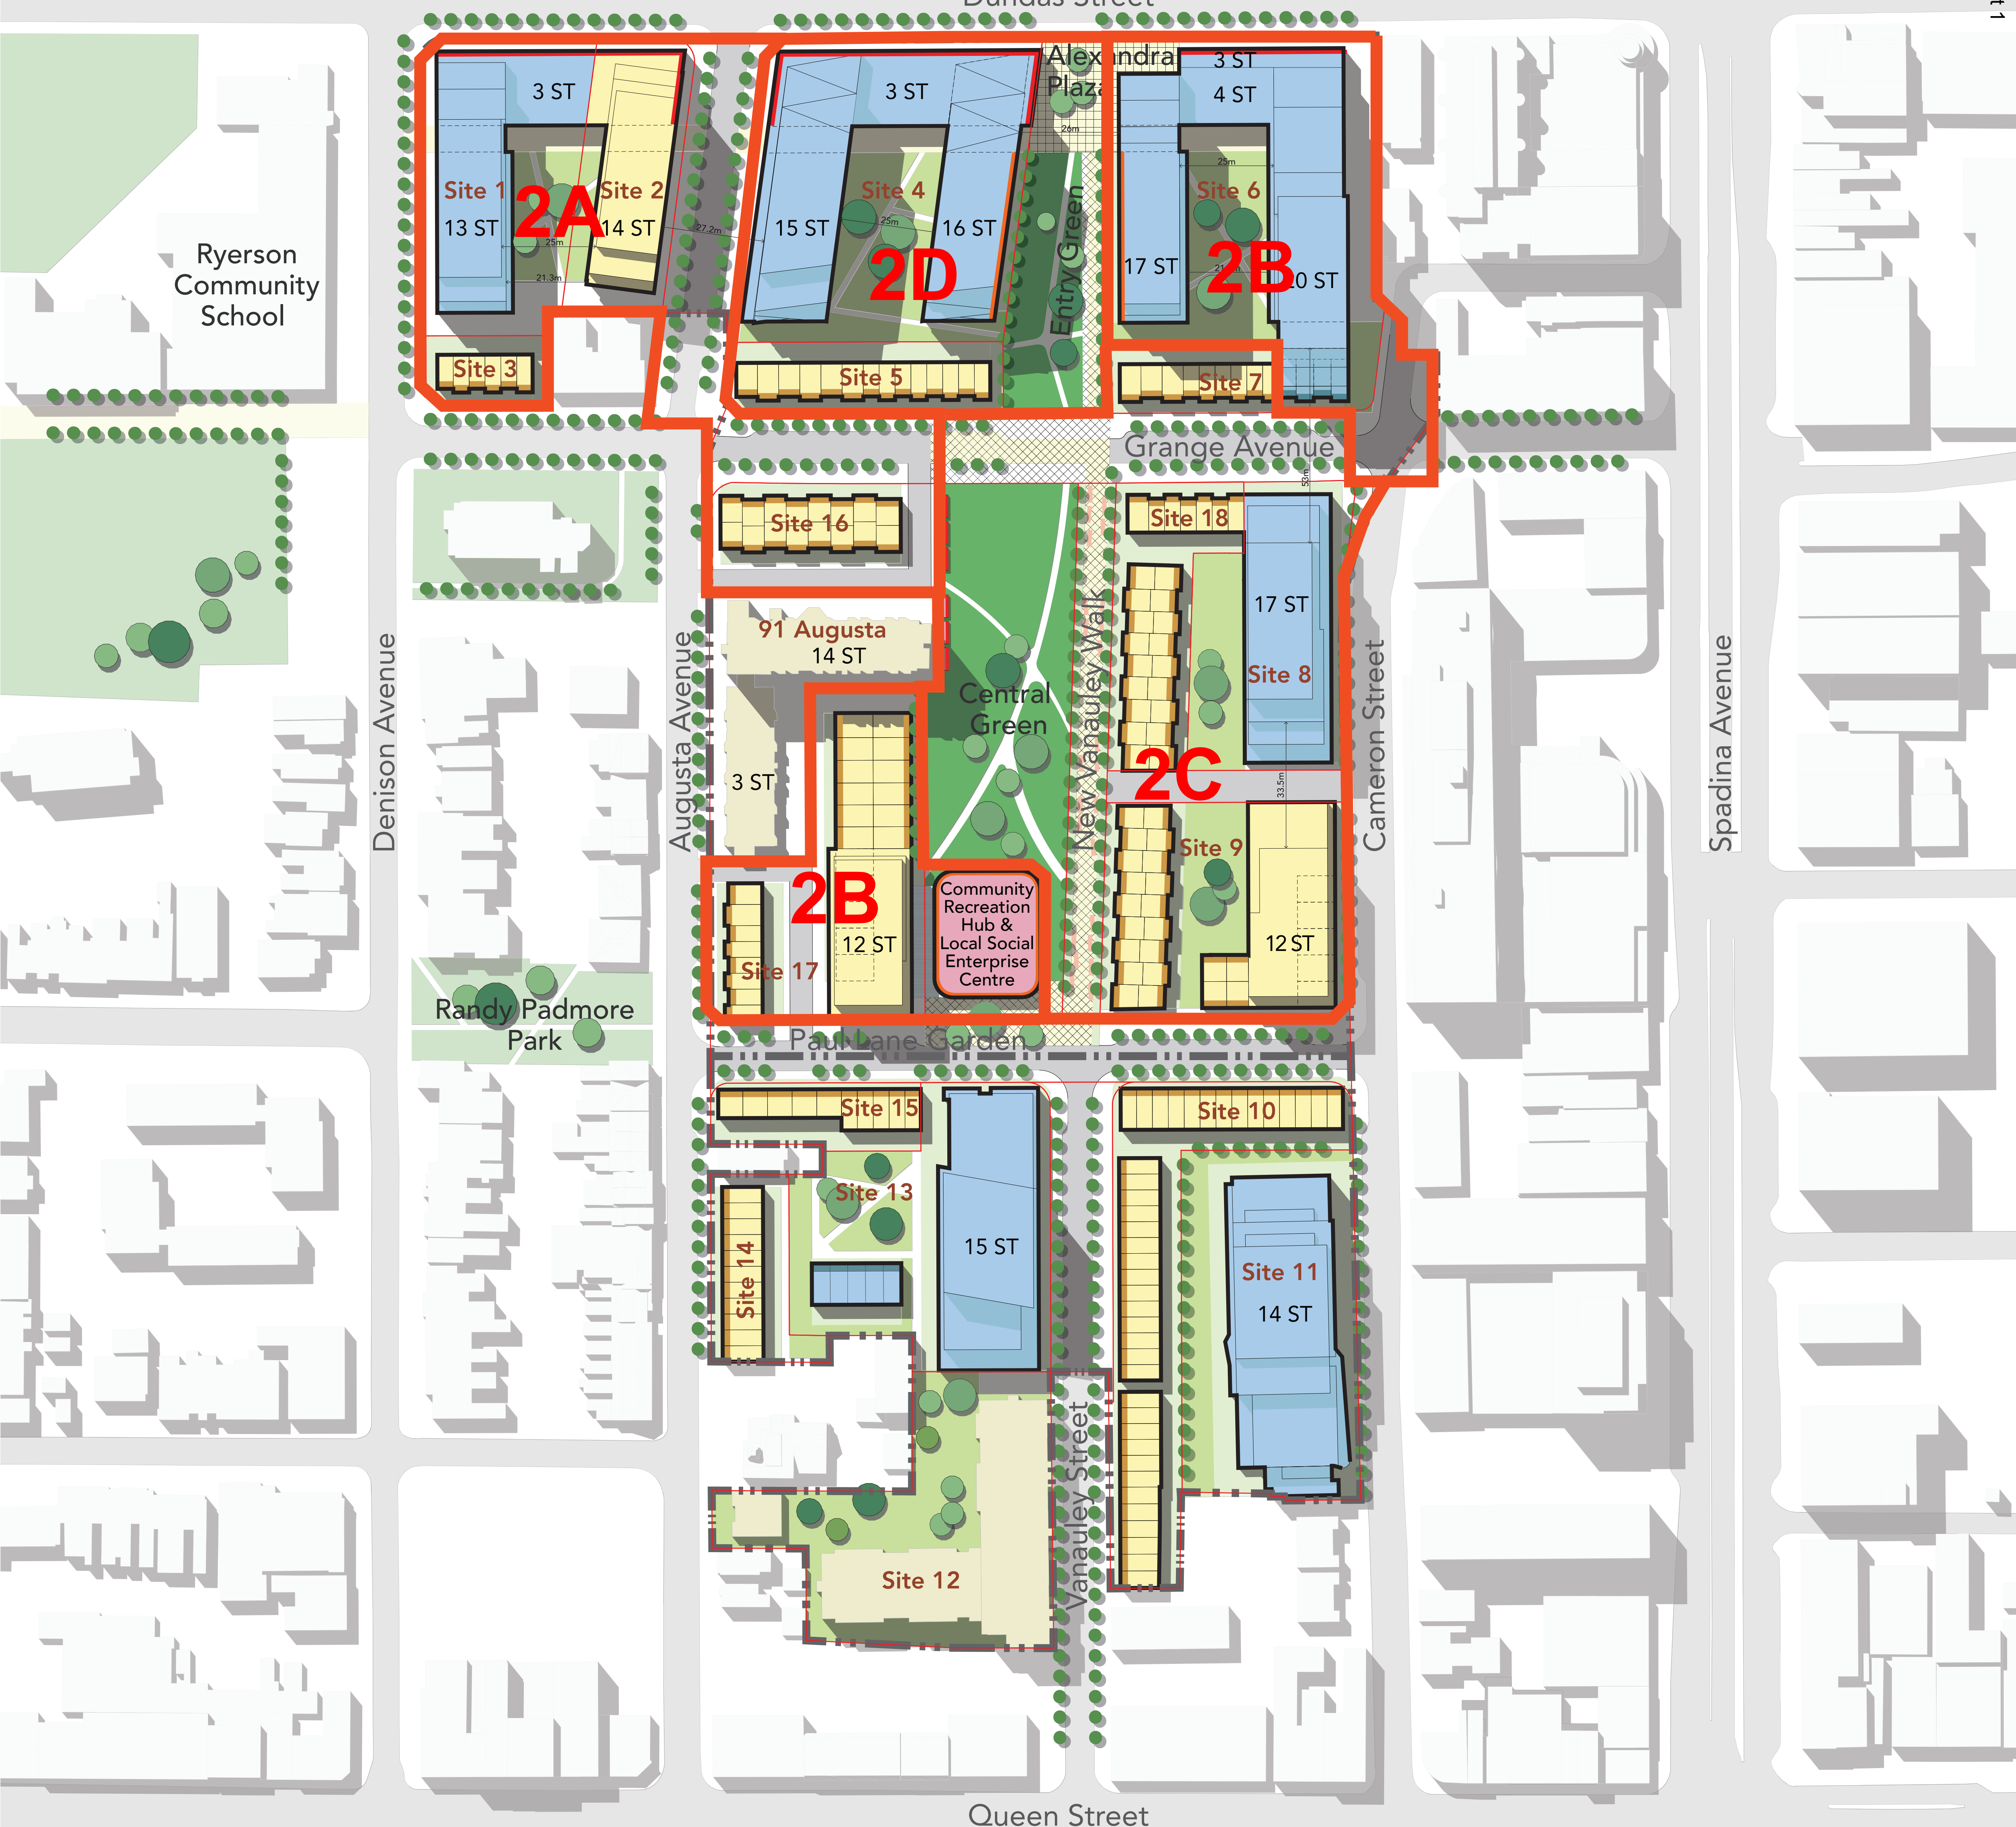 Dundas Street
t 1
Alexandra
Plaza
3 ST
3 ST
3 ST
4 ST
26m
25m
Site 1
Site 2
2A
13 ST
14 ST
25m
21.3m
27.2m
Site 4
25m
15 ST
16 ST
2D
Entry Green
Site 6
2B
17 ST
20 ST
Ryerson
Community
School
Site 3
Site 5
Site 7
Grange Avenue
53m
Site 16
Site 18
91 Augusta
14 ST
17 ST
Site 8
Central
Green
New Vanauley Walk
Denison Avenue
Augusta Avenue
Cameron Street
Spadina Avenue
3 ST
2C
33.5m
Site 9
2B
12 ST
12 ST
Site 17
Community
Recreation
Hub &
Local Social
Enterprise
Centre
Randy Padmore
Park
Paul Lane Garden
Site 15
Site 10
Site 13
Site 14
15 ST
Site 11
14 ST
Vanauley Street
Site 12
Queen Street